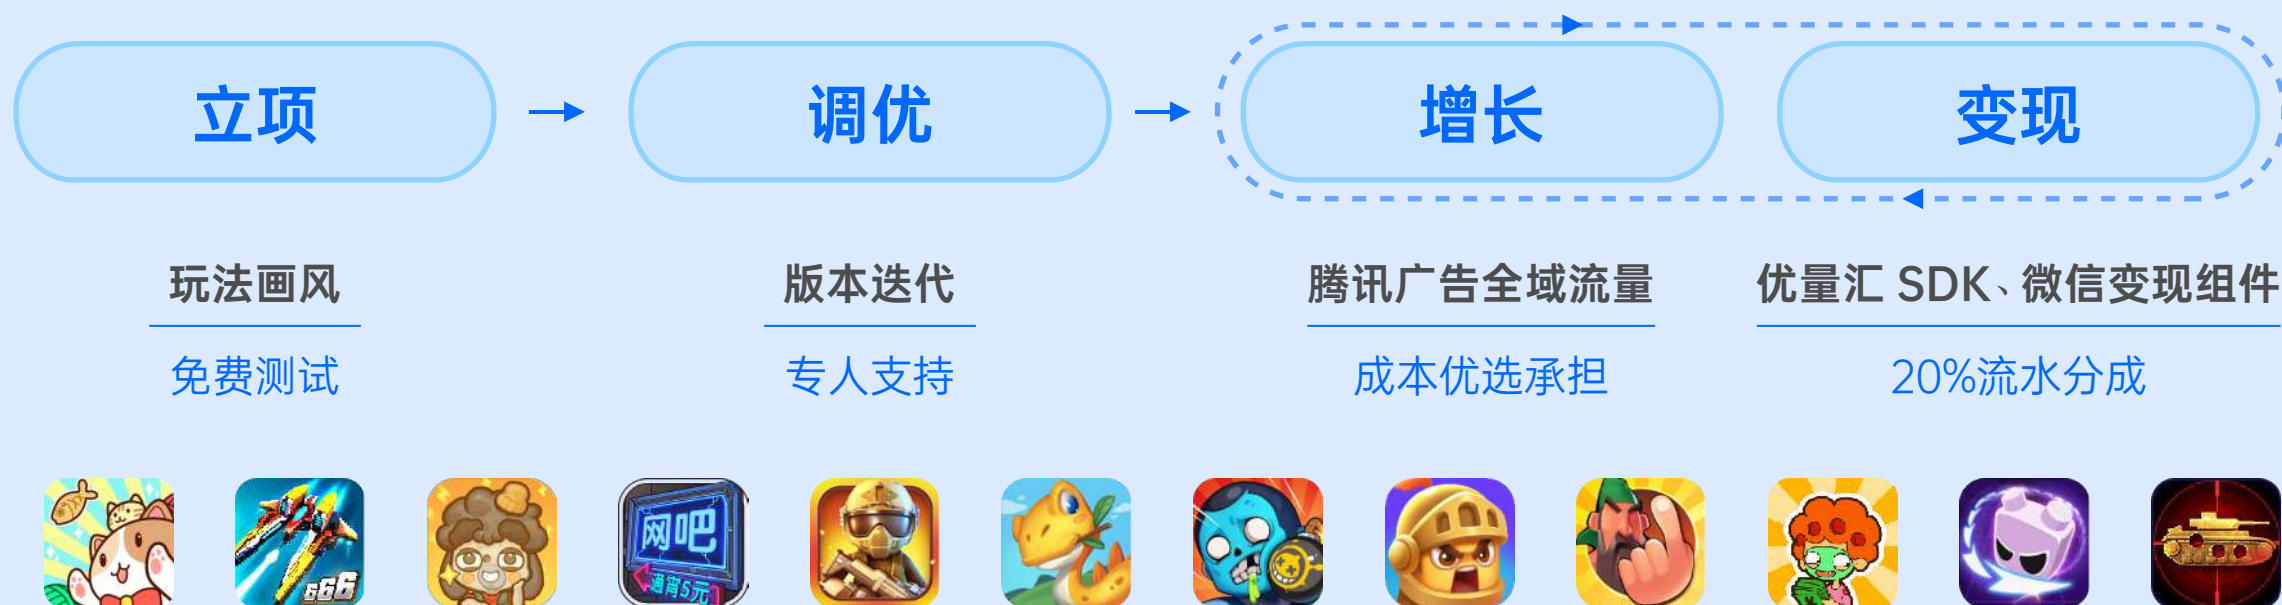 立项
调优
增长
变现
玩法画风
版本迭代
腾讯广告全域流量
优量汇 SDK、微信变现组件
免费测试
专人支持
成本优选承担
20%流水分成
666
网吧
通宵5元